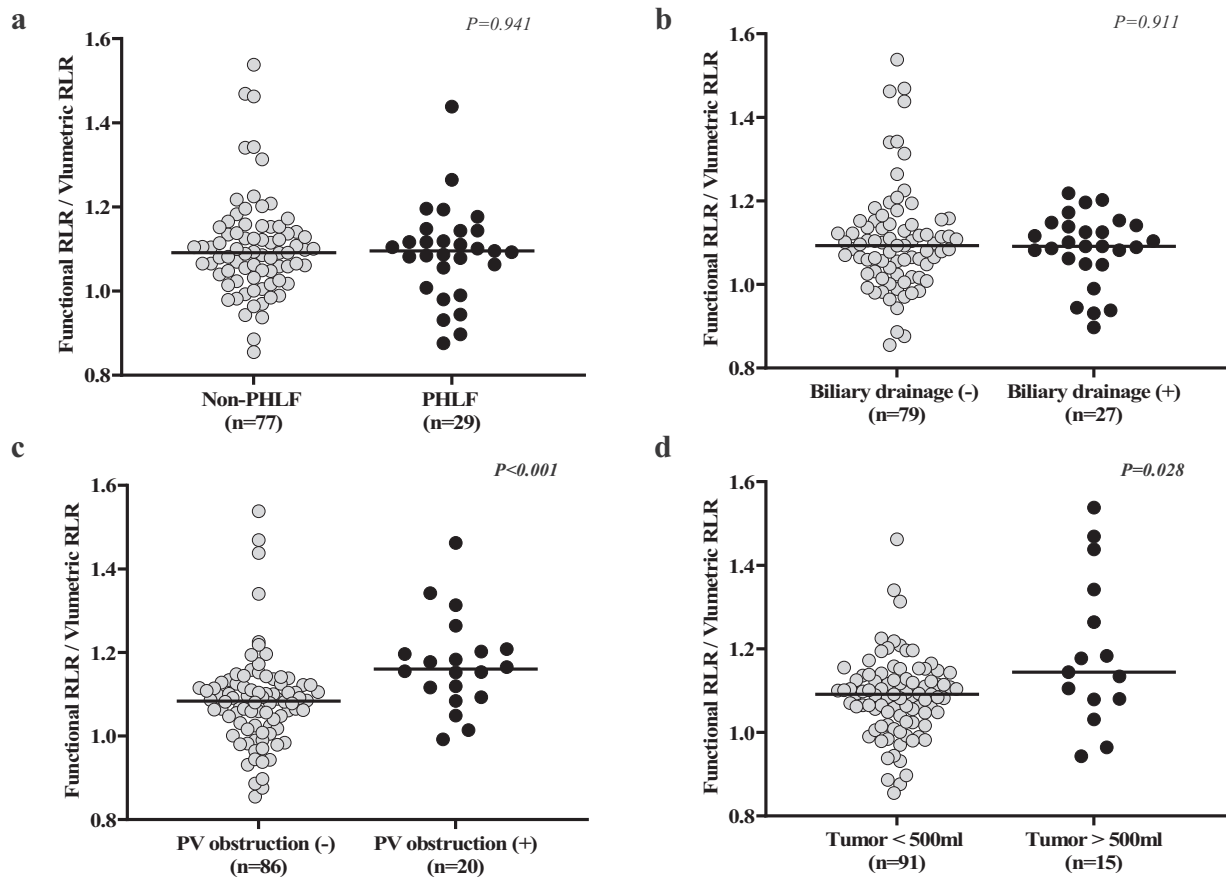 a
P=0.941
Functional RLR / Vlumetric RLR
1.6
1.4
1.2
1.0
0.8
Non-PHLF
(n=77)
PHLF
(n=29)
b
P=0.911
Functional RLR / Vlumetric RLR
1.6
1.4
1.2
1.0
0.8
Biliary drainage (-)
(n=79)
Biliary drainage (+)
(n=27)
c
P<0.001
Functional RLR / Vlumetric RLR
1.6
1.4
1.2
1.0
0.8
PV obstruction (-)
(n=86)
PV obstruction (+)
(n=20)
d
P=0.028
Functional RLR / Vlumetric RLR
1.6
1.4
1.2
1.0
0.8
Tumor < 500ml
(n=91)
Tumor > 500ml
(n=15)